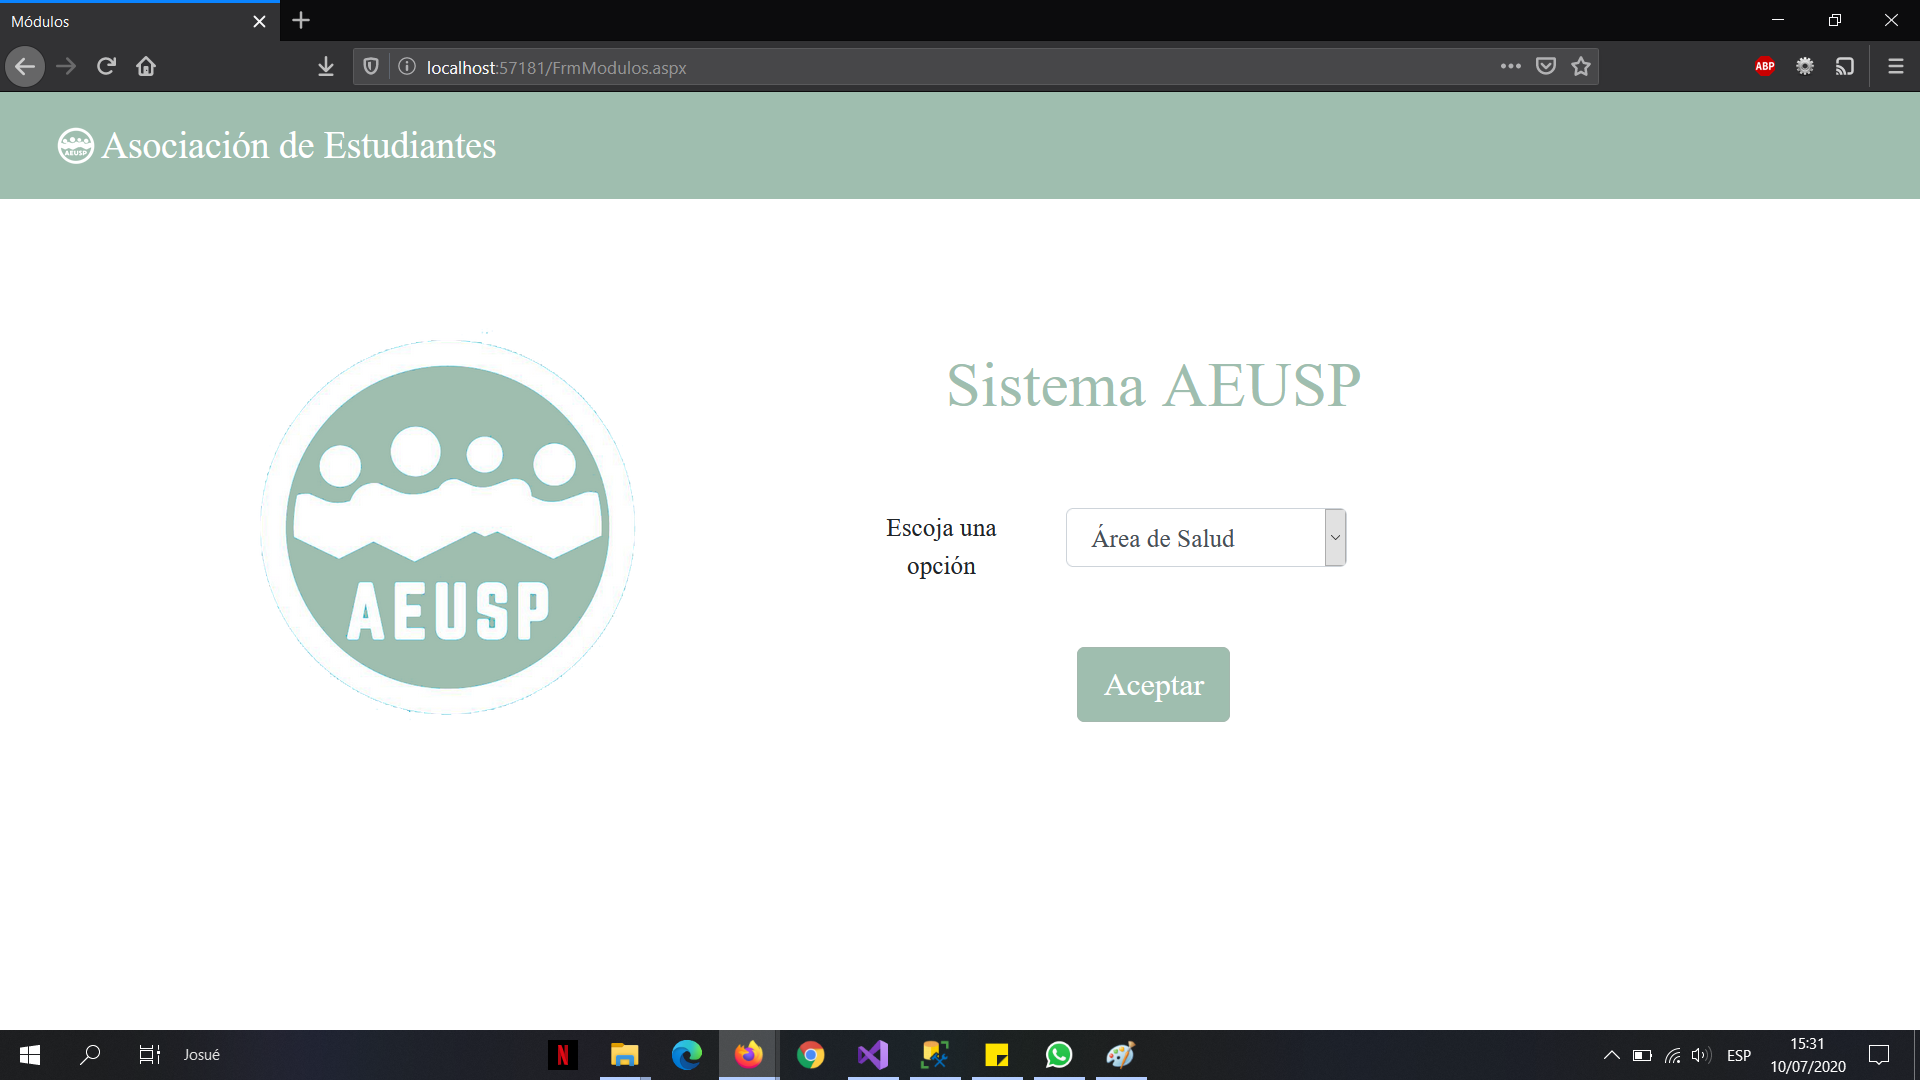 Módulos
localhost:57181/FrmModulos.aspx
ABP
AEUSP
Asociación de Estudiantes
AEUSP
Sistema AEUSP
Escoja una
opción
Área de Salud
Aceptar
Josué
N
ESP
15:31
10/07/2020